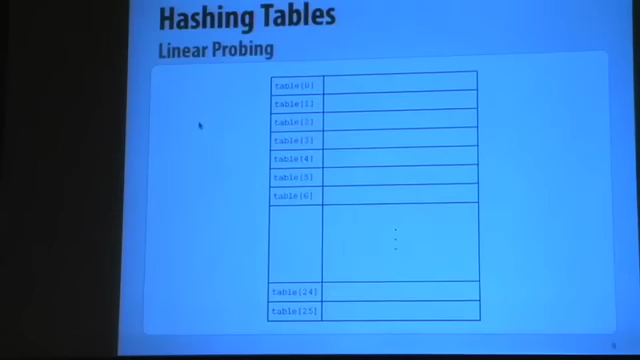 Hashing Tables
Linear Probing
table[0]
table[1]
table[2]
table[3]
table[4]
table[5]
table[6]
table[24]
table[25]